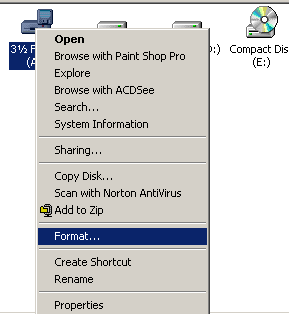 3½ F
(A
):)
Compact Dis
(E:)
Open
Browse with Paint Shop Pro
Explore
Browse with ACDSee
Search...
System Information
Sharing...
Copy Disk...
Scan with Norton AntiVirus
Add to Zip
Format...
Create Shortcut
Rename
Properties